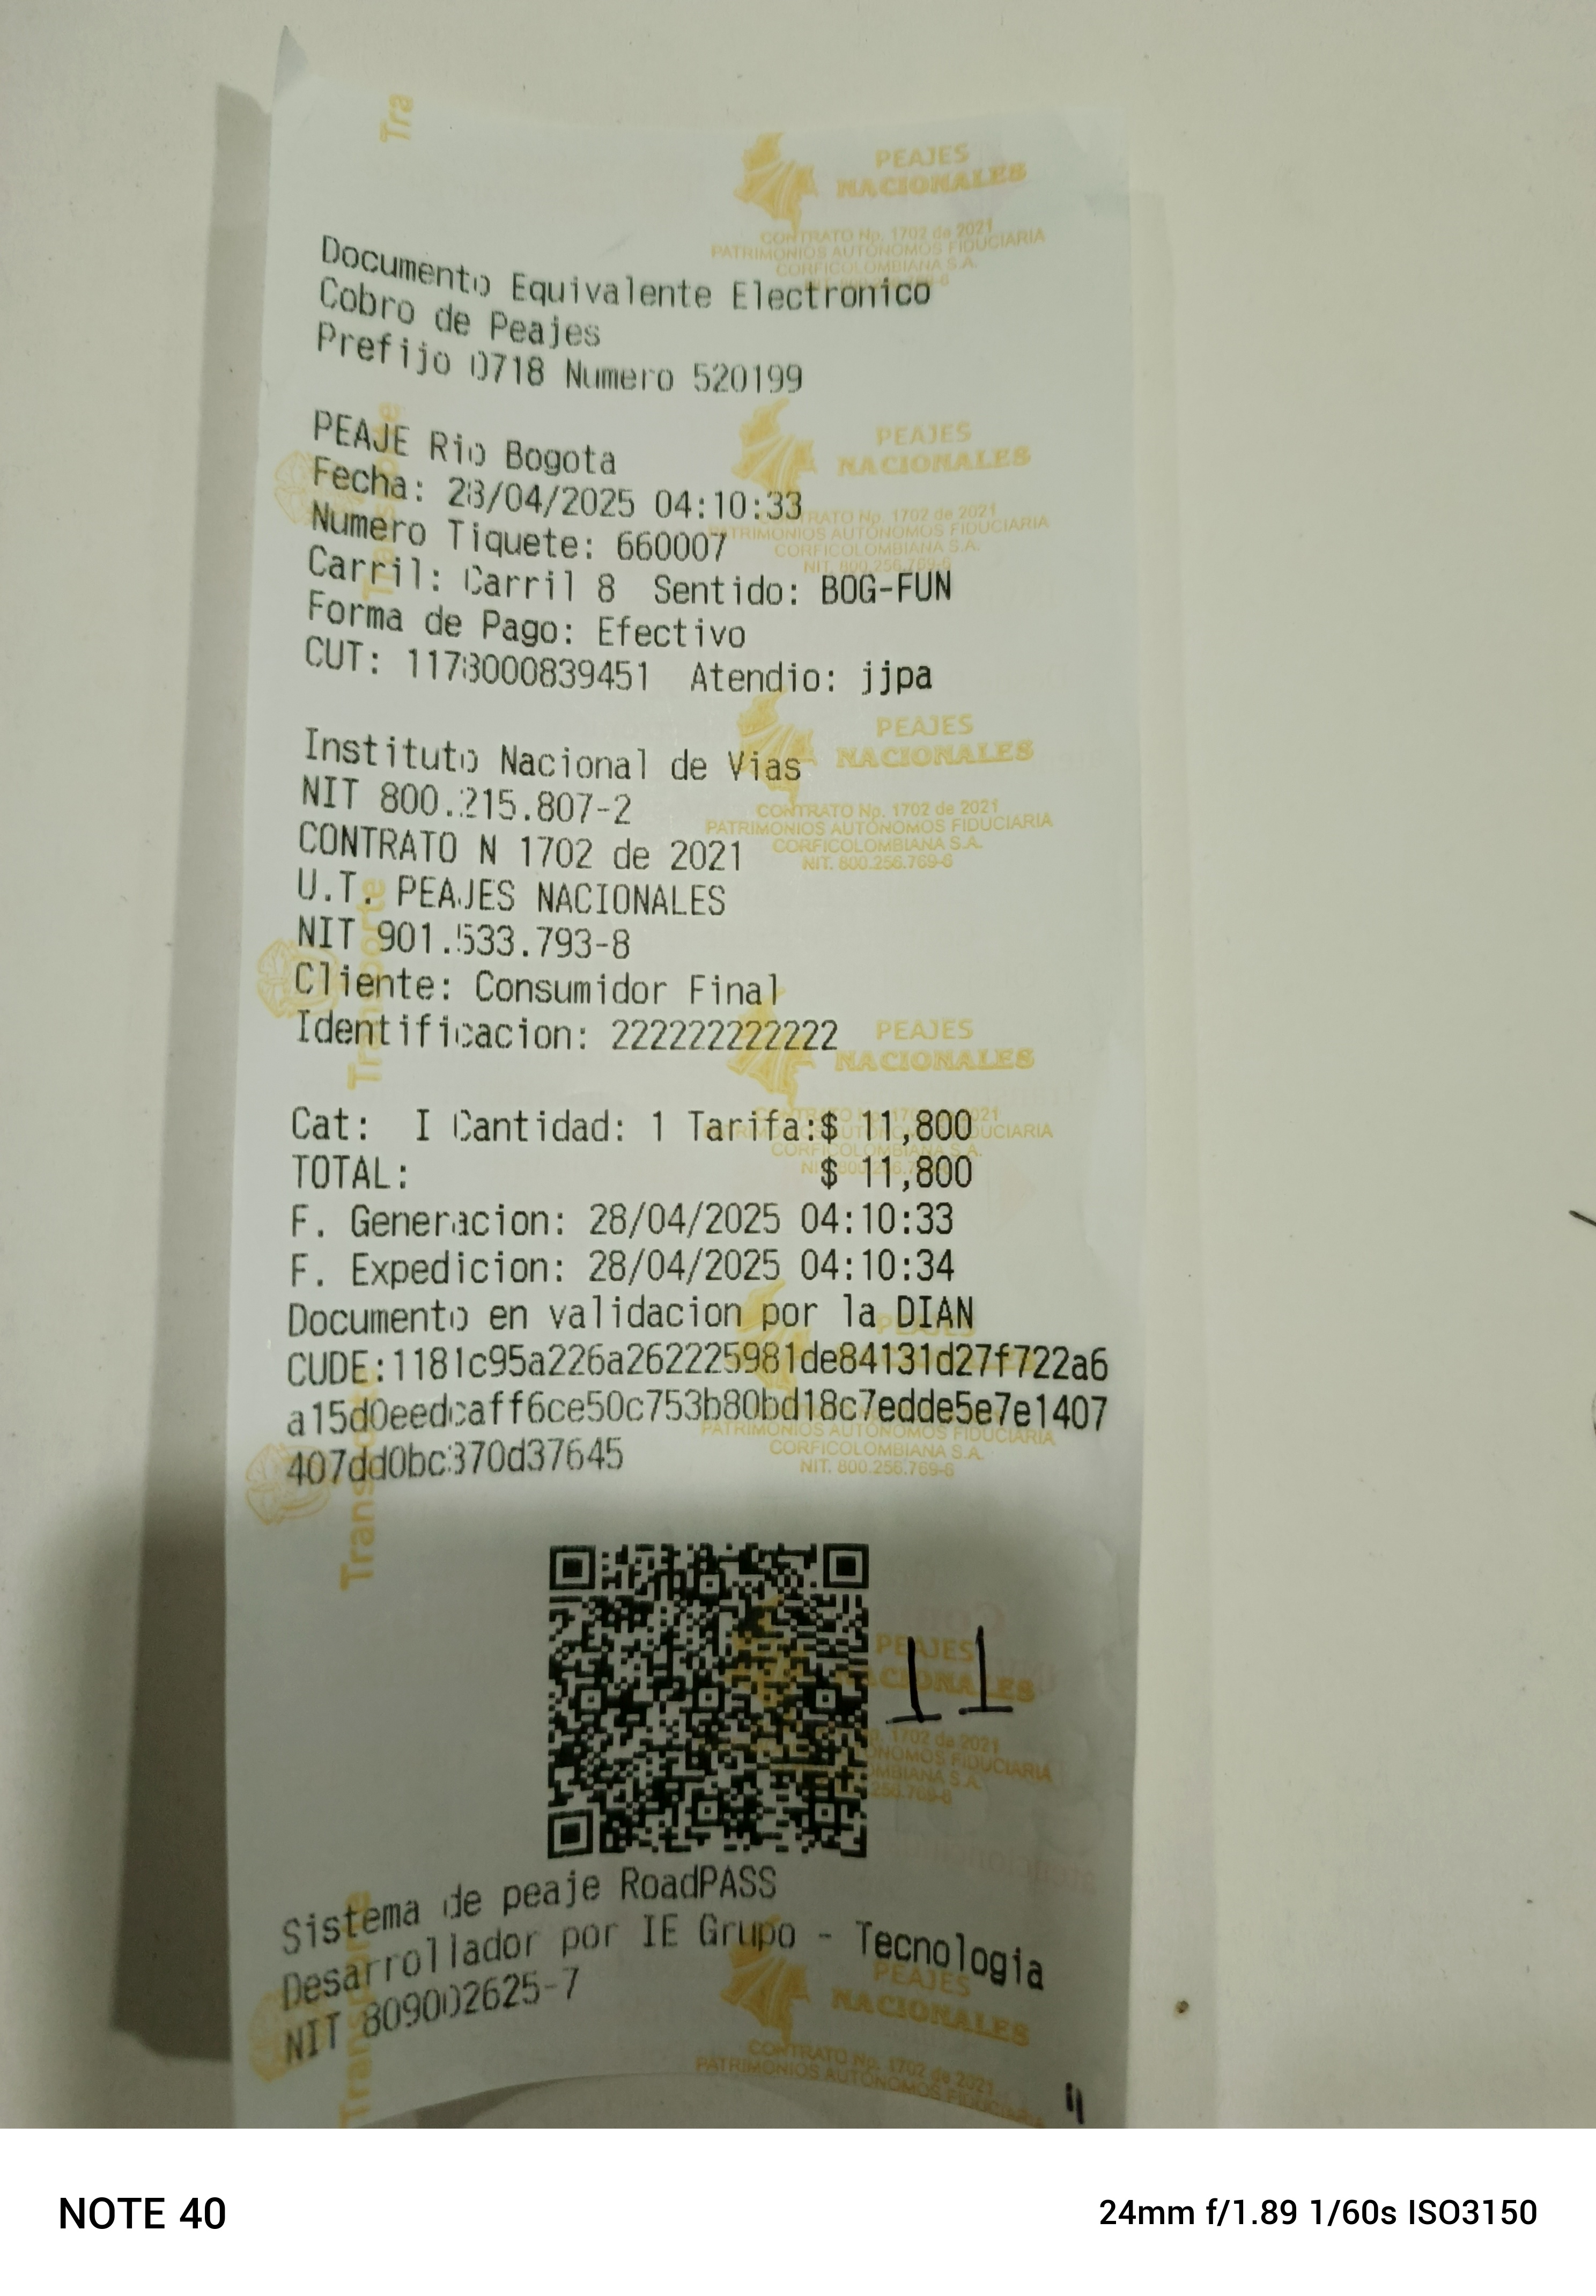 Documento Equivalente Electronico
Cobro de Peajes
Prefijo 0718 Numero 520199
PEAJE Rio Bogota
Fecha: 28/04/2025 04:10:33
Numero Tiquete: 660007
Carril: Carril 8 Sentido: BOG-FUN
Forma de Pago: Efectivo
CUT: 1178000839451 Atendio: jjpa
Instituto Nacional de Vias
NIT 800.215.807-2
CONTRATO N 1702 de 2021
U.T. PEAJES NACIONALES
NIT 901.533.793-8
Cliente: Consumidor Final
Identificacion: 222222222222
Cat: I Cantidad: 1 Tarifa:$ 11,800
TOTAL: $ 11,800
F. Generacion: 28/04/2025 04:10:33
F. Expedicion: 28/04/2025 04:10:34
Documento en validacion por la DIAN
CUDE:1181c95a226a262225981de84131d27f722a6
a15d0eedcaff6ce50c753b80bd18c7edde5e7e1407
407dd0bc370d37645
11
Sistema de peaje RoadPASS
Desarrollador por IE Grupo - Tecnologia
NIT 809002625-7
PEAJES
NACIONALES
CONTRATO No. 1702 de 2021
PATRIMONIOS AUTÓNOMOS FIDUCIARIA
CORFICOLOMBIANA S.A.
NIT. 800.256.769-6
Transporte
NOTE 40
24mm f/1.89 1/60s ISO3150